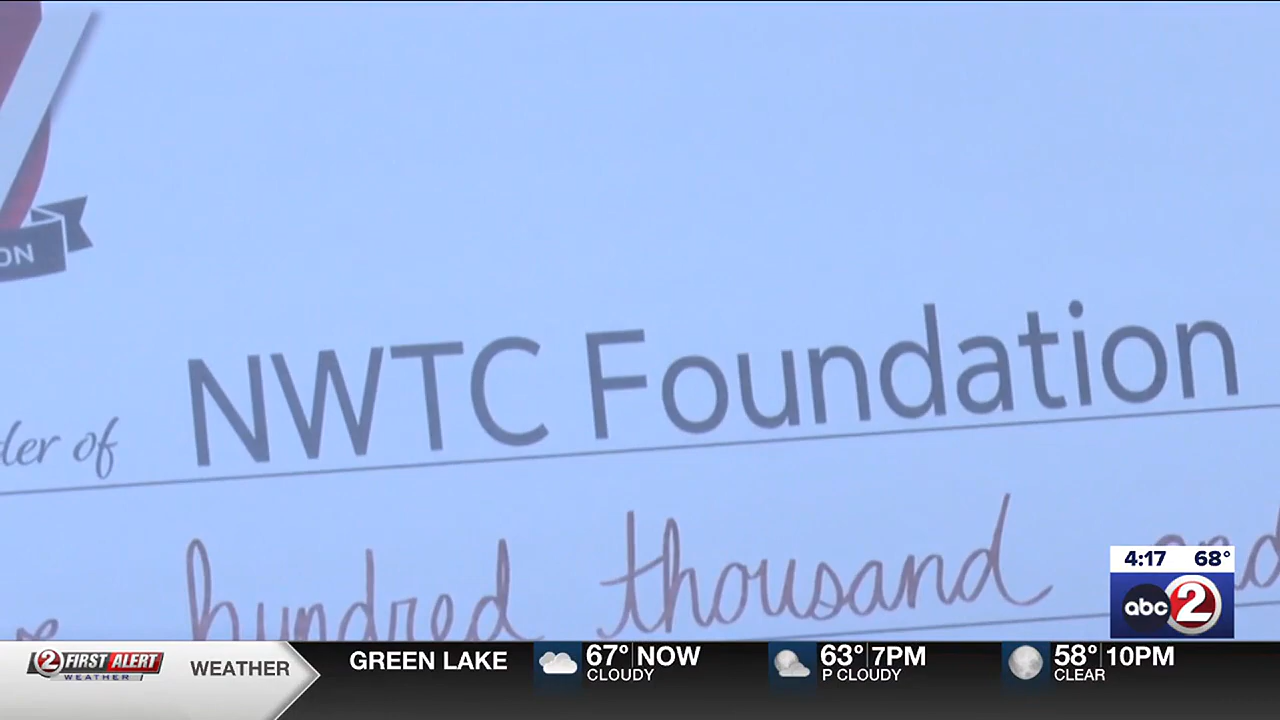 ON
der of NWTC Foundation
hundred thousand and
4:17 68°
abc 2
2 FIRST ALERT WEATHER
WEATHER
GREEN LAKE
67° NOW
CLOUDY
63° 7PM
P CLOUDY
58° 10PM
CLEAR